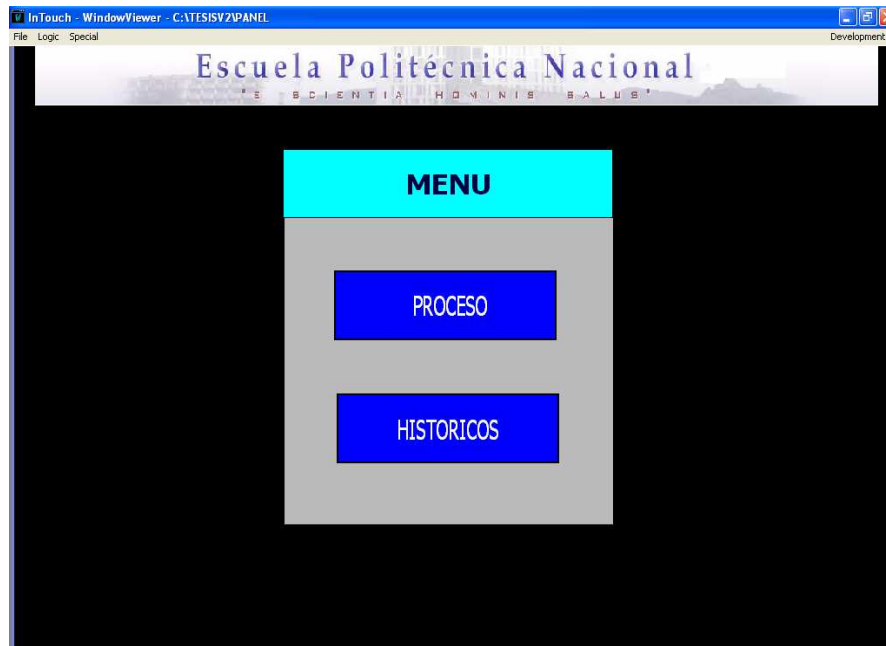 InTouch - WindowViewer - C:\TESISV2\PANEL
File Logic Special Development
Escuela Politécnica Nacional
"E SCIENTIA HOMINIS SALUS"
MENU
PROCESO
HISTORICOS